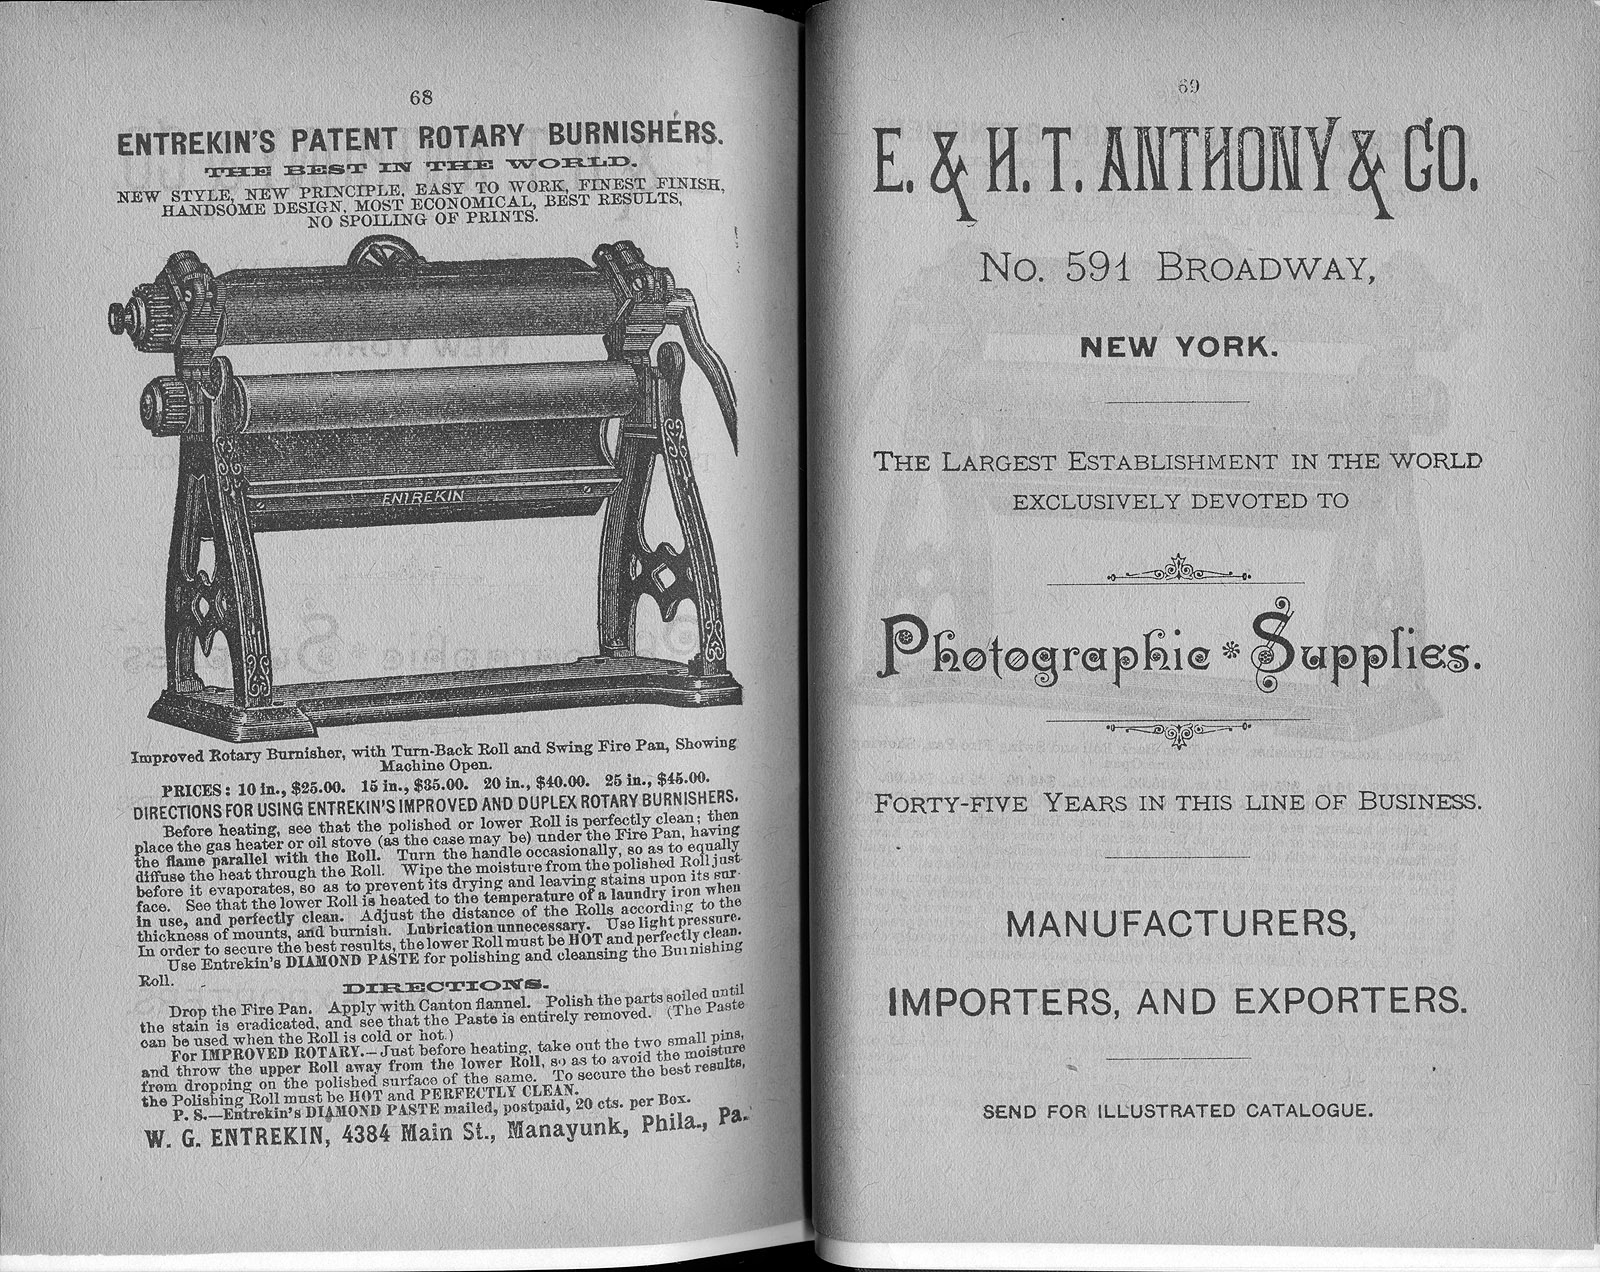 68
ENTREKIN'S PATENT ROTARY BURNISHERS.
THE BEST IN THE WORLD.
NEW STYLE, NEW PRINCIPLE, EASY TO WORK, FINEST FINISH,
HANDSOME DESIGN, MOST ECONOMICAL, BEST RESULTS,
NO SPOILING OF PRINTS.
ENTREKIN
Improved Rotary Burnisher, with Turn-Back Roll and Swing Fire Pan, Showing
Machine Open.
PRICES: 10 in., $25.00. 15 in., $35.00. 20 in., $40.00. 25 in., $45.00.
DIRECTIONS FOR USING ENTREKIN'S IMPROVED AND DUPLEX ROTARY BURNISHERS.
Before heating, see that the polished or lower Roll is perfectly clean; then
place the gas heater or oil stove (as the case may be) under the Fire Pan, having
the flame parallel with the Roll. Turn the handle occasionally, so as to equally
diffuse the heat through the Roll. Wipe the moisture from the polished Roll just
before it evaporates, so as to prevent its drying and leaving stains upon its sur-
face. See that the lower Roll is heated to the temperature of a laundry iron when
in use, and perfectly clean. Adjust the distance of the Rolls according to the
thickness of mounts, and burnish. Lubrication unnecessary. Use light pressure.
In order to secure the best results, the lower Roll must be HOT and perfectly clean.
Use Entrekin's DIAMOND PASTE for polishing and cleansing the Burnishing
Roll.
DIRECTIONS.
Drop the Fire Pan. Apply with Canton flannel. Polish the parts soiled until
the stain is eradicated, and see that the Paste is entirely removed. (The Paste
can be used when the Roll is cold or hot.)
For IMPROVED ROTARY.—Just before heating, take out the two small pins,
and throw the upper Roll away from the lower Roll, so as to avoid the moisture
from dropping on the polished surface of the same. To secure the best results,
the Polishing Roll must be HOT and PERFECTLY CLEAN.
P. S.—Entrekin's DIAMOND PASTE mailed, postpaid, 20 cts. per Box.
W. G. ENTREKIN, 4384 Main St., Manayunk, Phila., Pa.
69
E. & H. T. ANTHONY & CO.
No. 591 BROADWAY,
NEW YORK.
THE LARGEST ESTABLISHMENT IN THE WORLD
EXCLUSIVELY DEVOTED TO
Photographic * Supplies.
FORTY-FIVE YEARS IN THIS LINE OF BUSINESS.
MANUFACTURERS,
IMPORTERS, AND EXPORTERS.
SEND FOR ILLUSTRATED CATALOGUE.